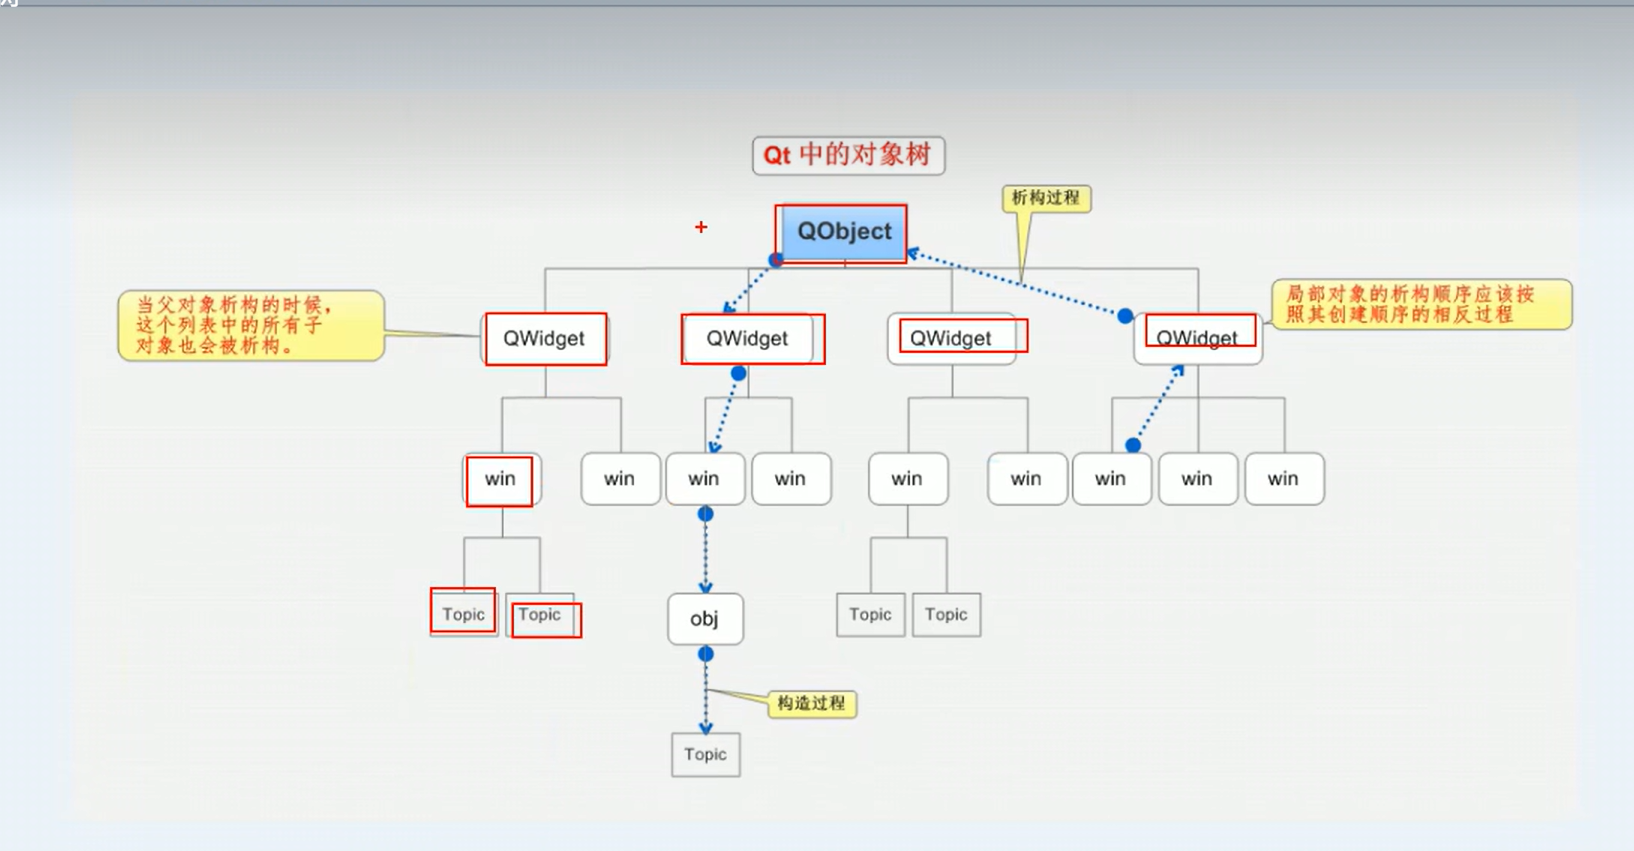 Qt 中的对象树
析构过程
QObject
当父对象析构的时候，
这个列表中的所有子
对象也会被析构。
局部对象的析构顺序应该按
照其创建顺序的相反过程
QWidget
QWidget
QWidget
QWidget
win
win
win
win
win
win
win
win
win
Topic
Topic
obj
Topic
Topic
构造过程
Topic